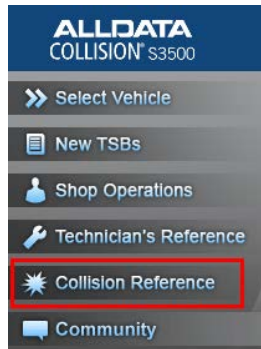 ALLDATA
COLLISION® S3500
Select Vehicle
New TSBs
Shop Operations
Technician's Reference
Collision Reference
Community